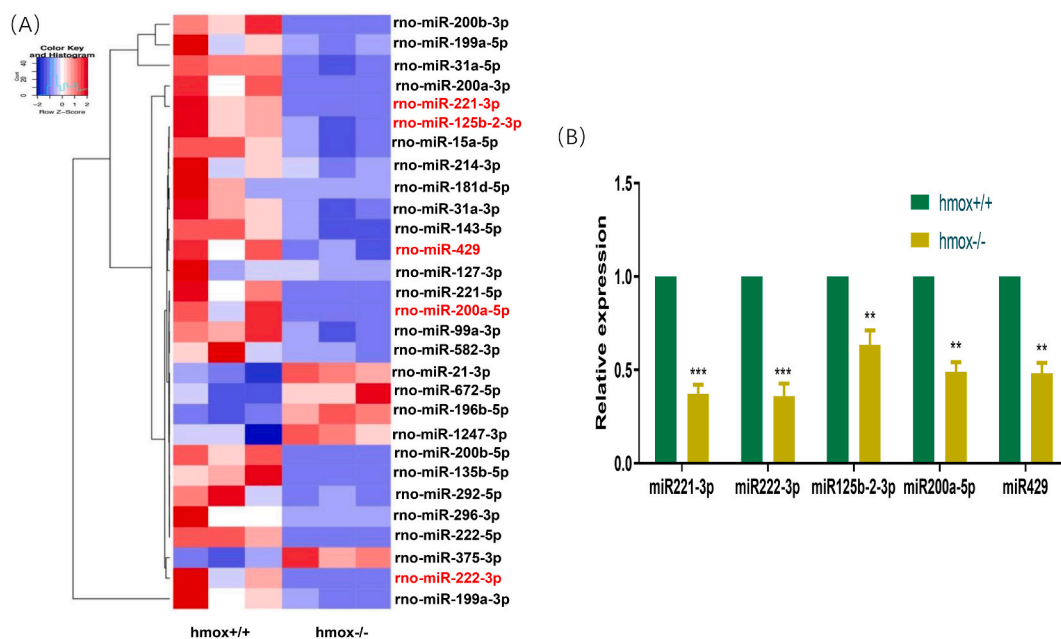 (A)
Color Key
and Histogram
Count
0 20 40
-2 0 1 2
Row Z-Score
rno-miR-200b-3p
rno-miR-199a-5p
rno-miR-31a-5p
rno-miR-200a-3p
rno-miR-221-3p
rno-miR-125b-2-3p
rno-miR-15a-5p
rno-miR-214-3p
rno-miR-181d-5p
rno-miR-31a-3p
rno-miR-143-5p
rno-miR-429
rno-miR-127-3p
rno-miR-221-5p
rno-miR-200a-5p
rno-miR-99a-3p
rno-miR-582-3p
rno-miR-21-3p
rno-miR-672-5p
rno-miR-196b-5p
rno-miR-1247-3p
rno-miR-200b-5p
rno-miR-135b-5p
rno-miR-292-5p
rno-miR-296-3p
rno-miR-222-5p
rno-miR-375-3p
rno-miR-222-3p
rno-miR-199a-3p
hmox+/+ hmox-/-
(B)
Relative expression
1.5
1.0
0.5
0.0
hmox+/+
hmox-/-
*** *** ** ** **
miR221-3p miR222-3p miR125b-2-3p miR200a-5p miR429